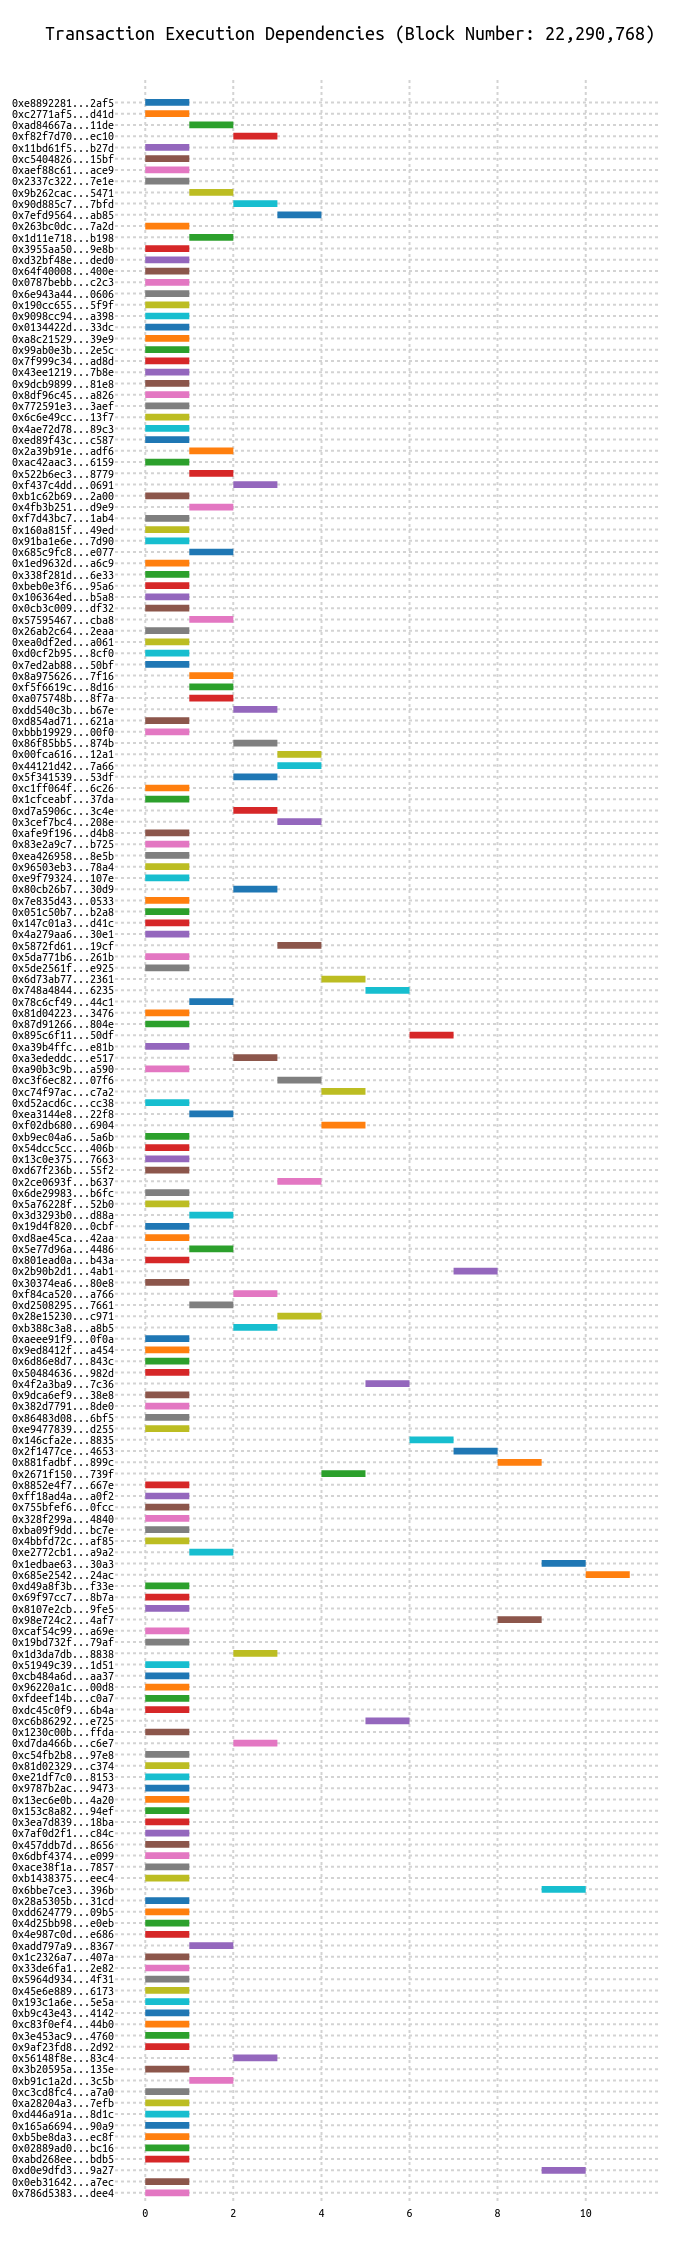 Transaction Execution Dependencies (Block Number: 22,290,768)
0xe8892281...2af5
0xc2771af5...d41d
0xad84667a...11de
0xf82f7d70...ec10
0x11bd61f5...b27d
0xc5404826...15bf
0xaef88c61...ace9
0x2337c322...7e1e
0x9b262cac...5471
0x90d885c7...7bfd
0x7efd9564...ab85
0x263bc0dc...7a2d
0x1d11e718...b198
0x3955aa50...9e8b
0xd32bf48e...ded0
0x64f40008...400e
0x0787bebb...c2c3
0x6e943a44...0606
0x190cc655...5f9f
0x9098cc94...a398
0x0134422d...33dc
0xa8c21529...39e9
0x99ab0e3b...2e5c
0x7f999c34...ad8d
0x43ee1219...7b8e
0x9dcb9899...81e8
0x8df96c45...a826
0x772591e3...3aef
0x6c6e49cc...13f7
0x4ae72d78...89c3
0xed89f43c...c587
0x2a39b91e...adf6
0xac42aac3...6159
0x522b6ec3...8779
0xf437c4dd...0691
0xb1c62b69...2a00
0x4fb3b251...d9e9
0xf7d43bc7...1ab4
0x160a815f...49ed
0x91ba1e6e...7d90
0x685c9fc8...e077
0x1ed9632d...a6c9
0x338f281d...6e33
0xbeb0e3f6...95a6
0x106364ed...b5a8
0x0cb3c009...df32
0x57595467...cba8
0x26ab2c64...2eaa
0xea0df2ed...a061
0xd0cf2b95...8cf0
0x7ed2ab88...50bf
0x8a975626...7f16
0xf5f6619c...8d16
0xa075748b...8f7a
0xdd540c3b...b67e
0xd854ad71...621a
0xbbb19929...00f0
0x86f85bb5...874b
0x00fca616...12a1
0x44121d42...7a66
0x5f341539...53df
0xc1ff064f...6c26
0x1cfceabf...37da
0xd7a5906c...3c4e
0x3cef7bc4...208e
0xafe9f196...d4b8
0x83e2a9c7...b725
0xea426958...8e5b
0x96503eb3...78a4
0xe9f79324...107e
0x80cb26b7...30d9
0x7e835d43...0533
0x051c50b7...b2a8
0x147c01a3...d41c
0x4a279aa6...30e1
0x5872fd61...19cf
0x5da771b6...261b
0x5de2561f...e925
0x6d73ab77...2361
0x748a4844...6235
0x78c6cf49...44c1
0x81d04223...3476
0x87d91266...804e
0x895c6f11...50df
0xa39b4ffc...e81b
0xa3ededdc...e517
0xa90b3c9b...a590
0xc3f6ec82...07f6
0xc74f97ac...c7a2
0xd52acd6c...cc38
0xea3144e8...22f8
0xf02db680...6904
0xb9ec04a6...5a6b
0x54dcc5cc...406b
0x13c0e375...7663
0xd67f236b...55f2
0x2ce0693f...b637
0x6de29983...b6fc
0x5a76228f...52b0
0x3d3293b0...d88a
0x19d4f820...0cbf
0xd8ae45ca...42aa
0x5e77d96a...4486
0x801ead0a...b43a
0x2b90b2d1...4ab1
0x30374ea6...80e8
0xf84ca520...a766
0xd2508295...7661
0x28e15230...c971
0xb388c3a8...a8b5
0xaeee91f9...0f0a
0x9ed8412f...a454
0x6d86e8d7...843c
0x50484636...982d
0x4f2a3ba9...7c36
0x9dca6ef9...38e8
0x382d7791...8de0
0x86483d08...6bf5
0xe9477839...d255
0x146cfa2e...8835
0x2f1477ce...4653
0x881fadbf...899c
0x2671f150...739f
0x8852e4f7...667e
0xff18ad4a...a0f2
0x755bfef6...0fcc
0x328f299a...4840
0xba09f9dd...bc7e
0x4bbfd72c...af85
0xe2772cb1...a9a2
0x1edbae63...30a3
0x685e2542...24ac
0xd49a8f3b...f33e
0x69f97cc7...8b7a
0x8107e2cb...9fe5
0x98e724c2...4af7
0xcaf54c99...a69e
0x19bd732f...79af
0x1d3da7db...8838
0x51949c39...1d51
0xcb484a6d...aa37
0x96220a1c...00d8
0xfdeef14b...c0a7
0xdc45c0f9...6b4a
0xc6b86292...e725
0x1230c00b...ffda
0xd7da466b...c6e7
0xc54fb2b8...97e8
0x81d02329...c374
0xe21df7c0...8153
0x9787b2ac...9473
0x13ec6e0b...4a20
0x153c8a82...94ef
0x3ea7d839...18ba
0x7af0d2f1...c84c
0x457ddb7d...8656
0x6dbf4374...e099
0xace38f1a...7857
0xb1438375...eec4
0x6bbe7ce3...396b
0x28a5305b...31cd
0xdd624779...09b5
0x4d25bb98...e0eb
0x4e987c0d...e686
0xadd797a9...8367
0x1c2326a7...407a
0x33de6fa1...2e82
0x5964d934...4f31
0x45e6e889...6173
0x193c1a6e...5e5a
0xb9c43e43...4142
0xc83f0ef4...44b0
0x3e453ac9...4760
0x9af23fd8...2d92
0x56148f8e...83c4
0x3b20595a...135e
0xb91c1a2d...3c5b
0xc3cd8fc4...a7a0
0xa28204a3...7efb
0xd446a91a...8d1c
0x165a6694...90a9
0xb5be8da3...ec8f
0x02889ad0...bc16
0xabd268ee...bdb5
0xd0e9dfd3...9a27
0x0eb31642...a7ec
0x786d5383...dee4
0 2 4 6 8 10